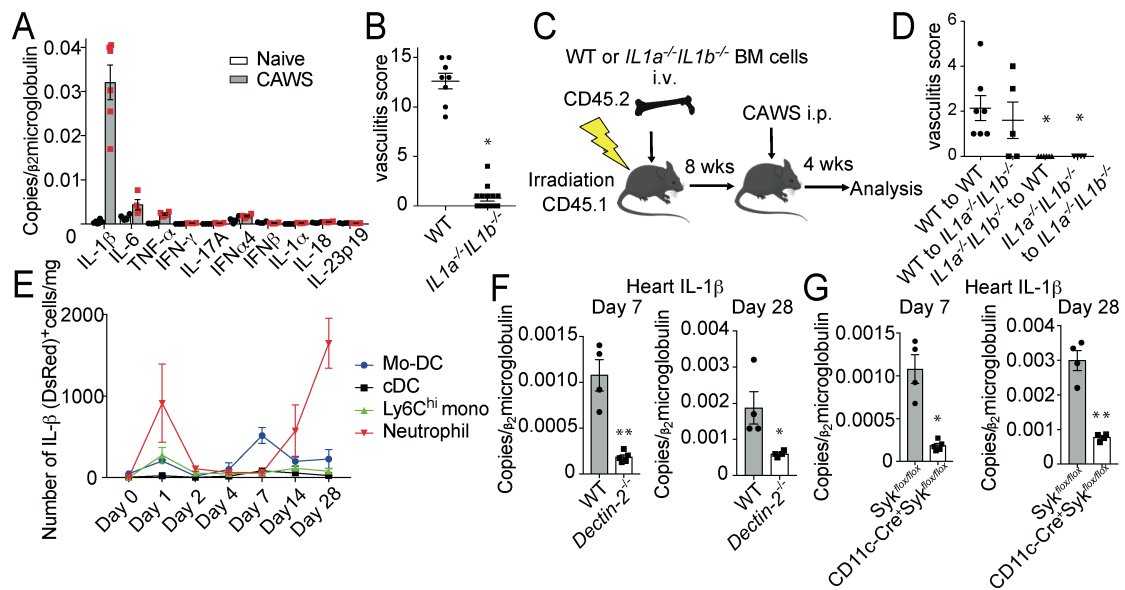 A
Copies/β2microglobulin
0.04
0.03
0.02
0.01
0
Naive
CAWS
IL-1β
IL-6
TNF-α
IFN-γ
IL-17A
IFNα4
IFNβ
IL-1α
IL-18
IL-23p19
B
vasculitis score
15
10
5
0
*
WT
IL1a-/-IL1b-/-
C
WT or IL1a-/-IL1b-/- BM cells
i.v.
CD45.2
CAWS i.p.
Irradiation
CD45.1
8 wks
4 wks
Analysis
D
vasculitis score
6
4
2
0
*
*
WT to WT
WT to IL1a-/-IL1b-/-
IL1a-/-IL1b-/- to WT
IL1a-/-IL1b-/-
to IL1a-/-IL1b-/-
E
Number of IL-β (DsRed)+cells/mg
2000
1000
0
Day 0
Day 1
Day 2
Day 4
Day 7
Day14
Day 28
Mo-DC
cDC
Ly6Chi mono
Neutrophil
F
Heart IL-1β
Day 7
Copies/β2microglobulin
0.0015
0.0010
0.0005
0
**
WT
Dectin-2-/-
Day 28
Copies/β2microglobulin
0.004
0.003
0.002
0.001
0
*
WT
Dectin-2-/-
G
Heart IL-1β
Day 7
Copies/β2microglobulin
0.0015
0.0010
0.0005
0
*
Sykflox/flox
CD11c-Cre+Sykflox/flox
Day 28
Copies/β2microglobulin
0.004
0.003
0.002
0.001
0
**
Sykflox/flox
CD11c-Cre+Sykflox/flox